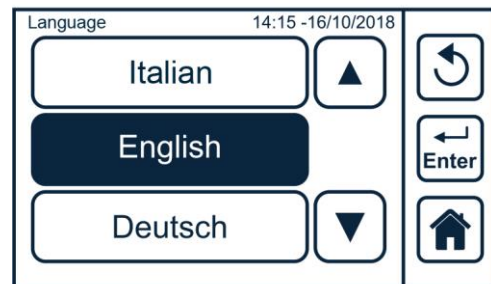 Language 14:15 -16/10/2018
Italian
English
Enter
Deutsch